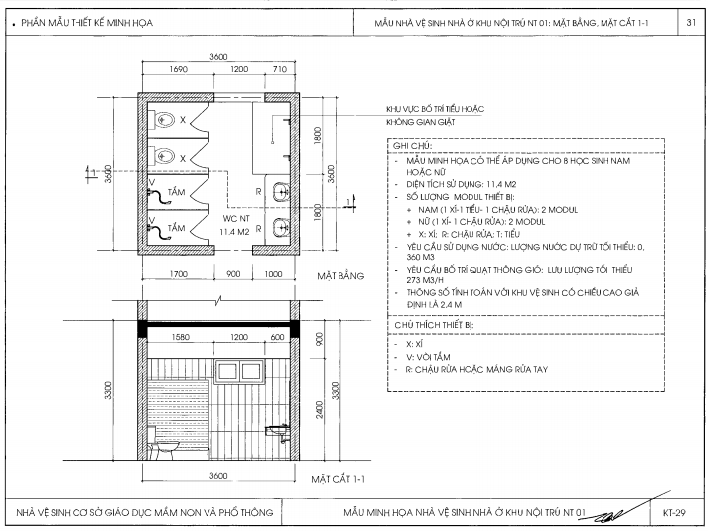 • PHẦN MẪU THIẾT KẾ MINH HỌA
MẪU NHÀ VỆ SINH NHÀ Ở KHU NỘI TRÚ NT 01: MẶT BẰNG, MẶT CẮT 1-1
31
3600
1690 1200 710
KHU VỰC BỐ TRÍ TIỂU HOẶC
KHÔNG GIAN GIẶT
X
X
1800
3600
3600
1
V
TẮM
R
1
V
TẮM
WC NT
11.4 M2
R
1800
1700 900 1000
MẶT BẰNG
GHI CHÚ:
- MẪU MINH HỌA CÓ THỂ ÁP DỤNG CHO 8 HỌC SINH NAM
HOẶC NỮ
- DIỆN TÍCH SỬ DỤNG: 11.4 M2
- SỐ LƯỢNG MODUL THIẾT BỊ:
+ NAM (1 XÍ-1 TIỂU- 1 CHẬU RỬA): 2 MODUL
+ NỮ (1 XÍ- 1 CHẬU RỬA): 2 MODUL
+ X: XÍ; R: CHẬU RỬA; T: TIỂU
- YÊU CẦU SỬ DỤNG NƯỚC: LƯỢNG NƯỚC DỰ TRỮ TỐI THIỂU: 0,
360 M3
- YÊU CẦU BỐ TRÍ QUẠT THÔNG GIÓ: LƯU LƯỢNG TỐI THIỂU
273 M3/H
- THÔNG SỐ TÍNH TOÁN VỚI KHU VỆ SINH CÓ CHIỀU CAO GIẢ
ĐỊNH LÀ 2.4 M
CHÚ THÍCH THIẾT BỊ:
- X: XÍ
- V: VÒI TẮM
- R: CHẬU RỬA HOẶC MÁNG RỬA TAY
1580 1200 600
900
3300
2400
3300
3600
MẶT CẮT 1-1
NHÀ VỆ SINH CƠ SỞ GIÁO DỤC MẦM NON VÀ PHỔ THÔNG
MẪU MINH HỌA NHÀ VỆ SINH NHÀ Ở KHU NỘI TRÚ NT 01
KT-29